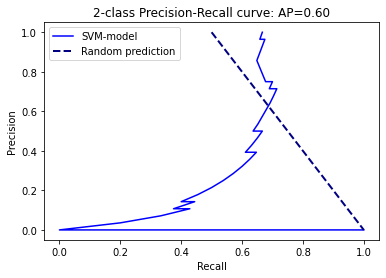 2-class Precision-Recall curve: AP=0.60
SVM-model
Random prediction
Precision
1.0
0.8
0.6
0.4
0.2
0.0
0.0 0.2 0.4 0.6 0.8 1.0
Recall